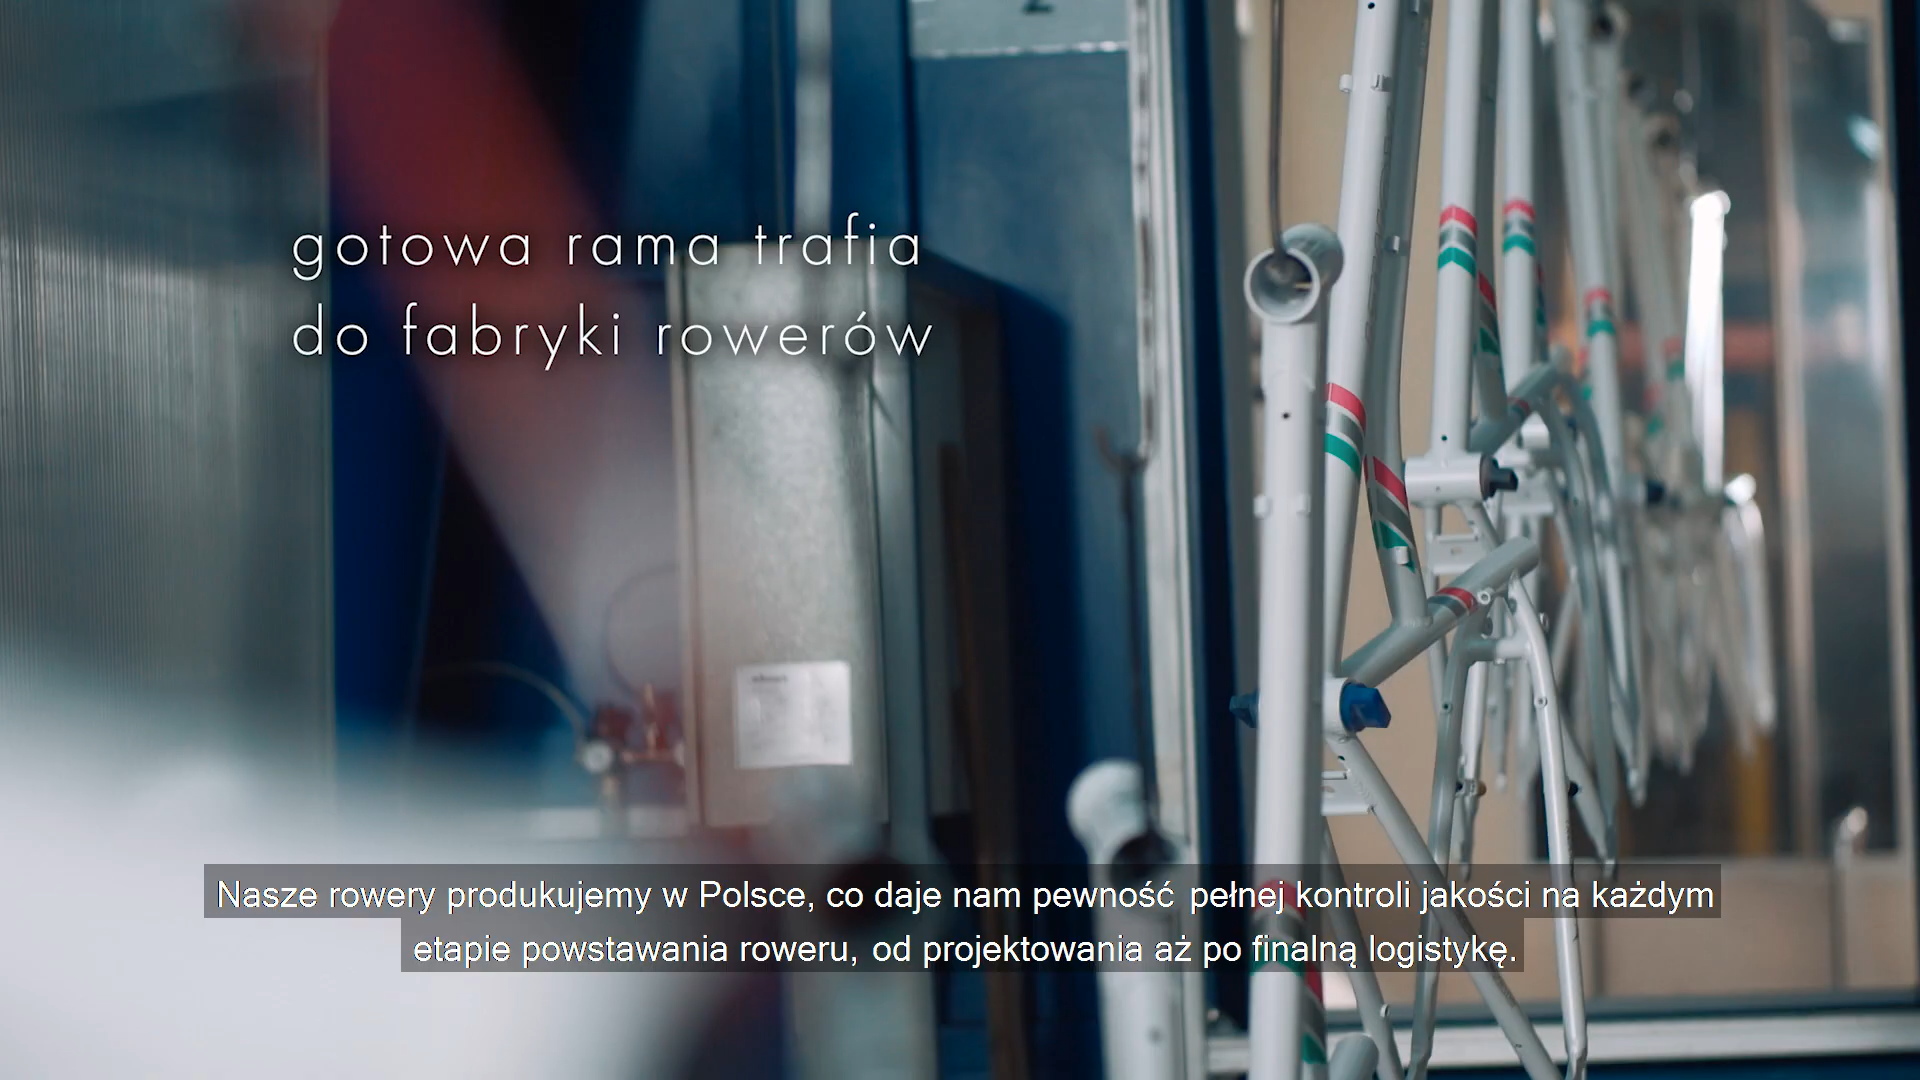 gotowa rama trafia
do fabryki rowerów
Nasze rowery produkujemy w Polsce, co daje nam pewność pełnej kontroli jakości na każdym
etapie powstawania roweru, od projektowania aż po finalną logistykę.